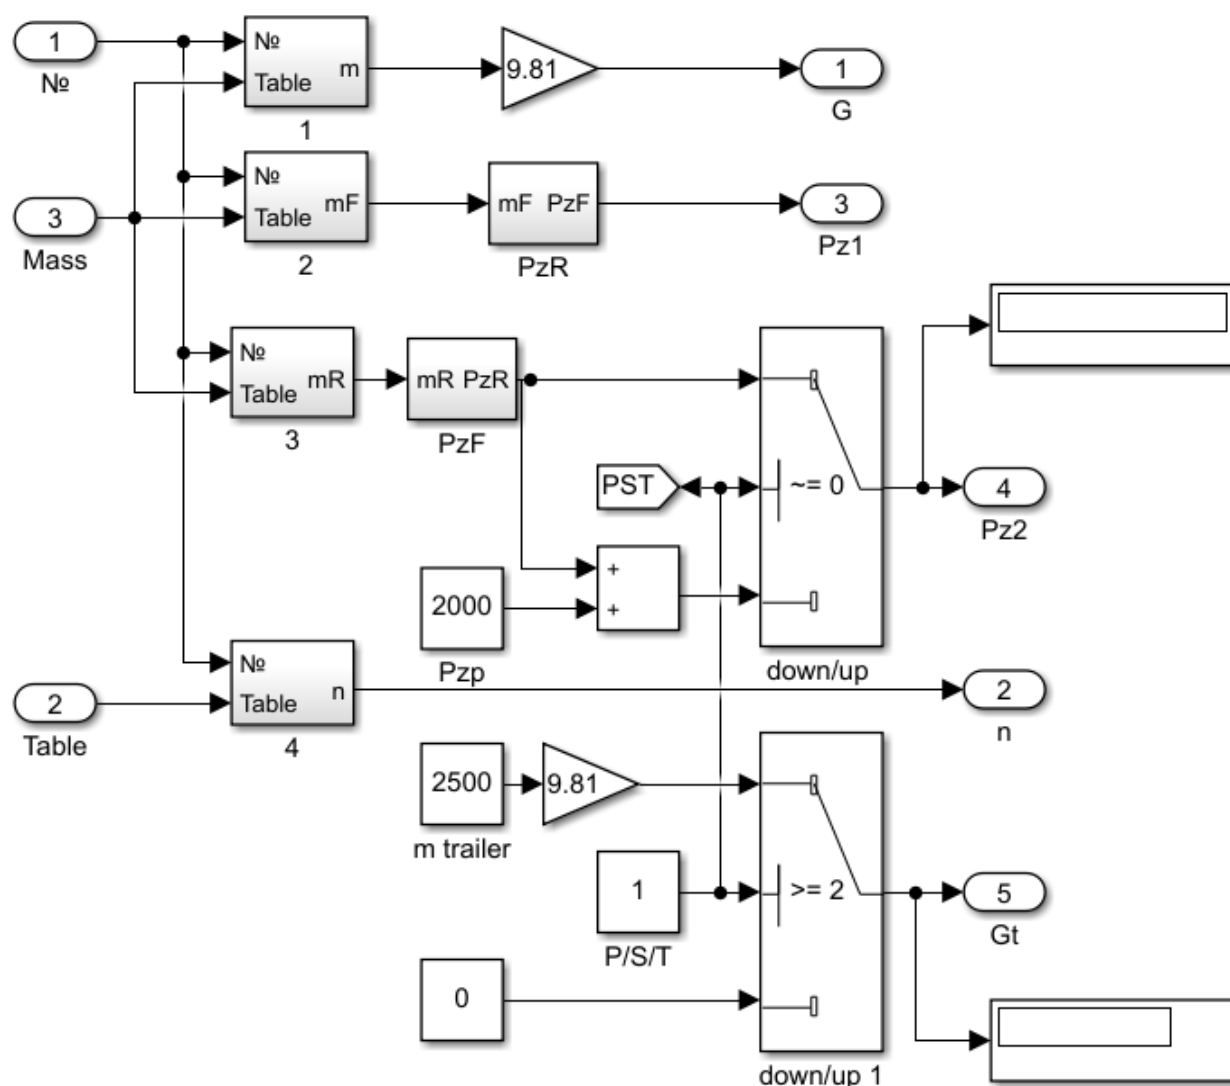 1
№
№
Table
m
1
9.81
1
G
3
Mass
№
Table
mF
2
mF PzF
PzR
3
Pz1
№
Table
mR
3
mR PzR
PzF
PST
~= 0
4
Pz2
+
+
2000
Pzp
down/up
2
Table
№
Table
n
4
2
n
2500
m trailer
9.81
1
P/S/T
>= 2
5
Gt
0
down/up 1